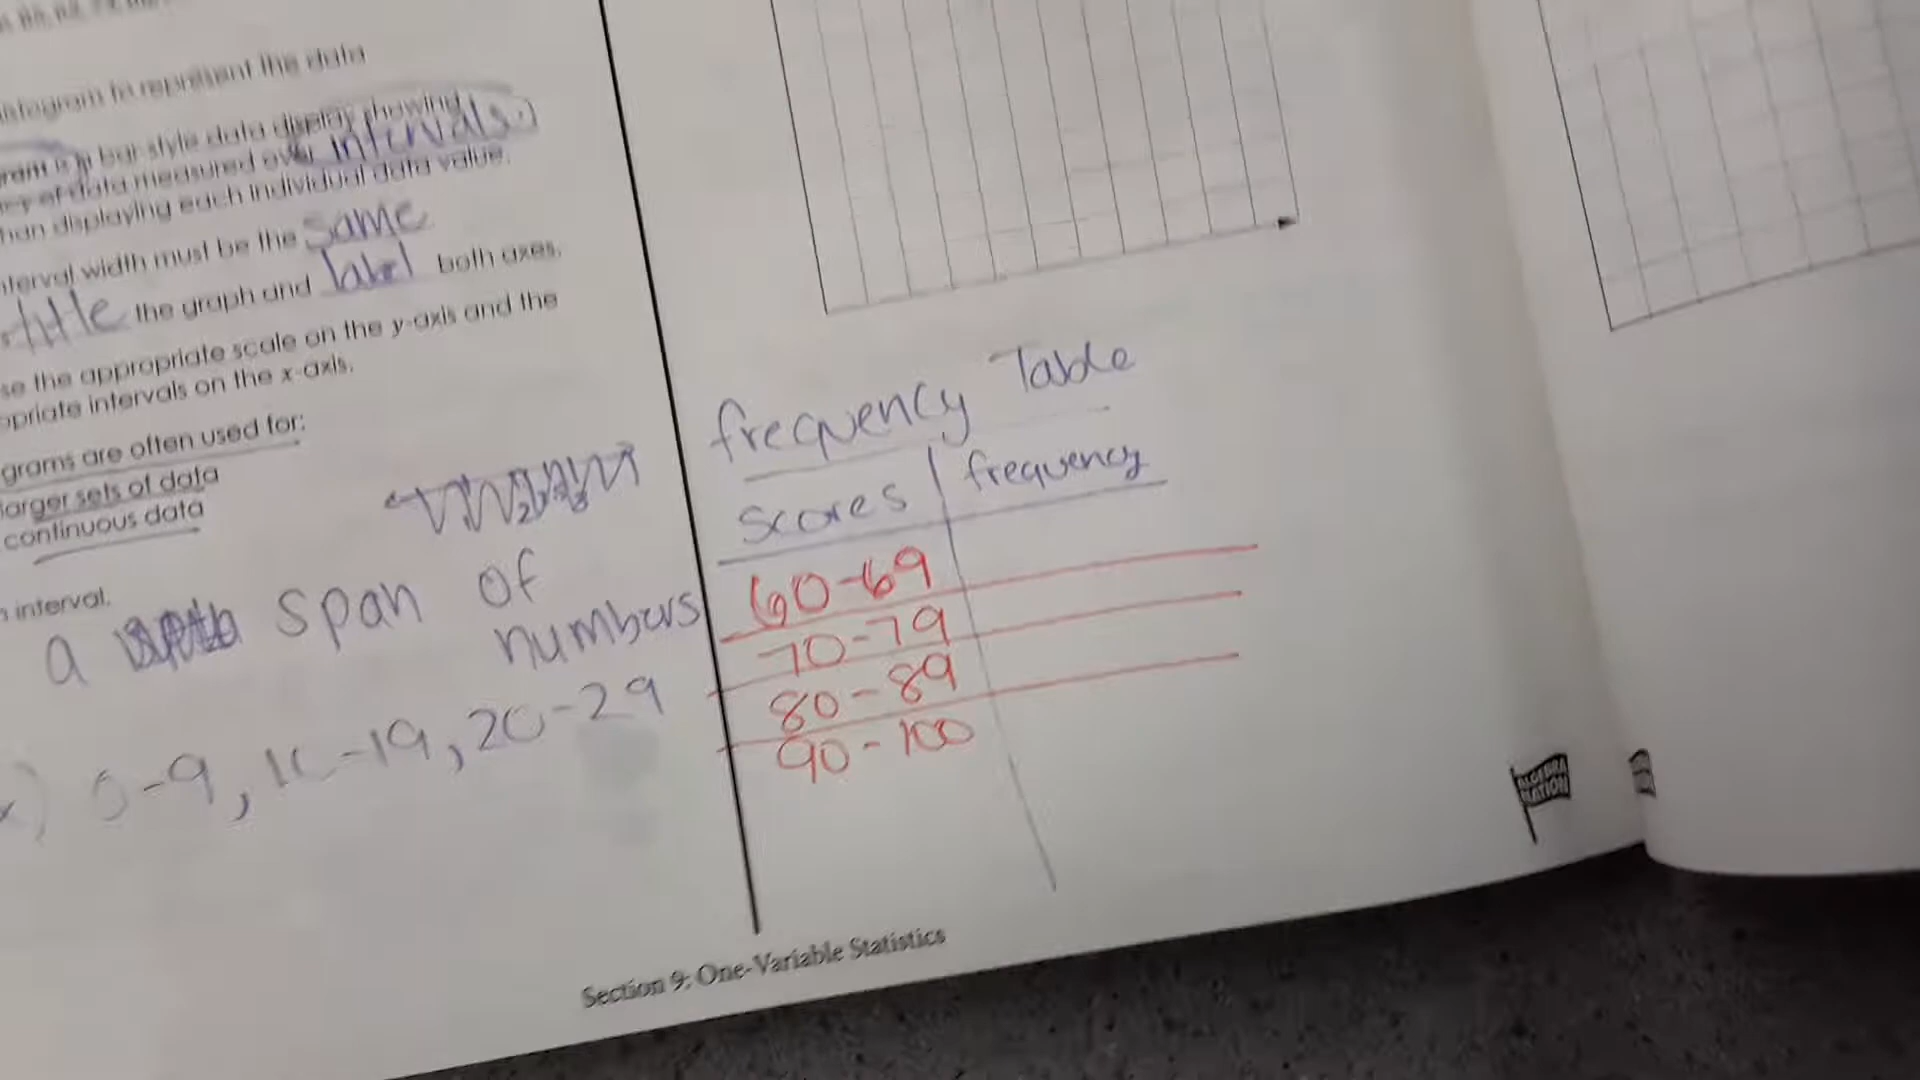 histogram to represent the data
is a bar-style data display showing
of data measured over intervals.
than displaying each individual data value.
interval width must be the same
title the graph and label both axes.
the appropriate scale on the y-axis and the
intervals on the x-axis.
grams are often used for:
larger sets of data
continuous data
interval.
a span of
numbers
0-9, 10-19, 20-29
frequency Table
scores frequency
60-69
70-79
80-89
90-100
Section 9: One-Variable Statistics
ALGEBRA
NATION